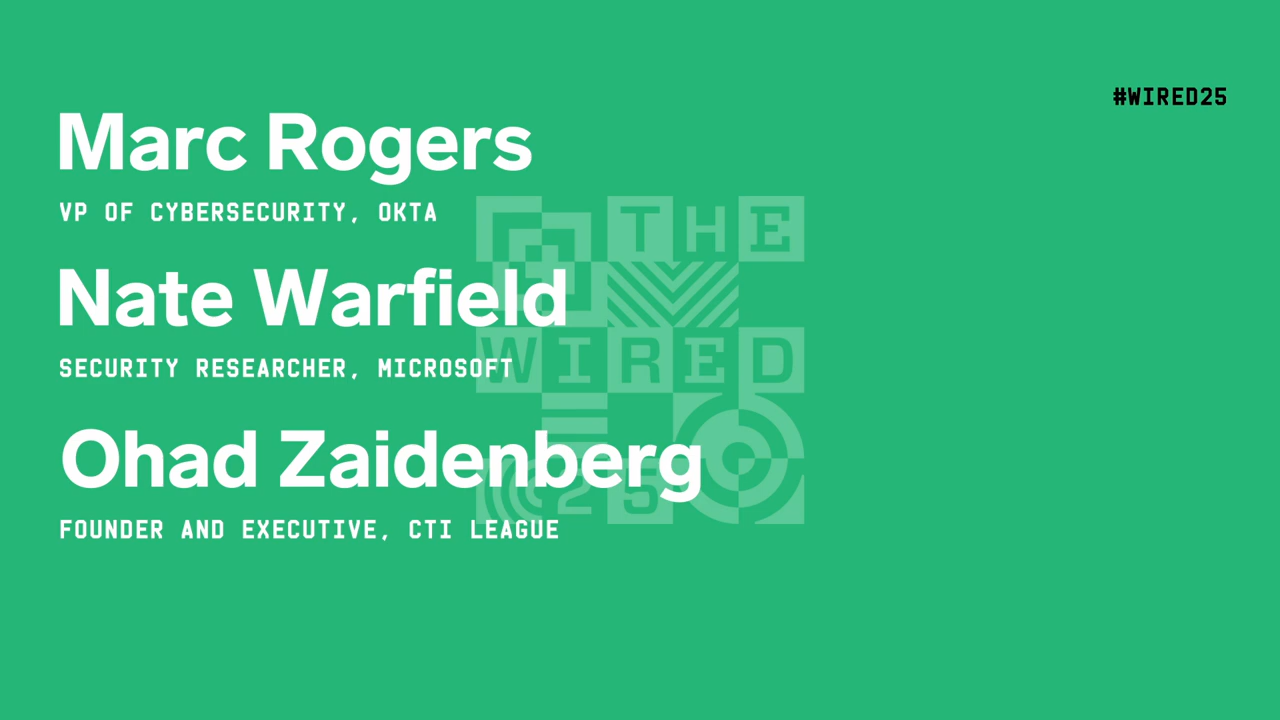 #WIRED25
Marc Rogers
VP OF CYBERSECURITY, OKTA
Nate Warfield
SECURITY RESEARCHER, MICROSOFT
Ohad Zaidenberg
FOUNDER AND EXECUTIVE, CTI LEAGUE
THE
WIRED
25